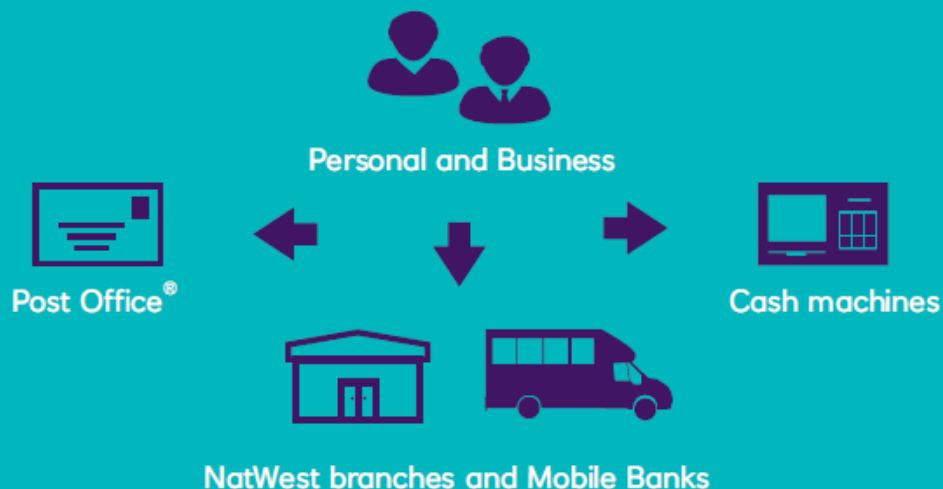 Personal and Business
Post Office®
Cash machines
NatWest branches and Mobile Banks